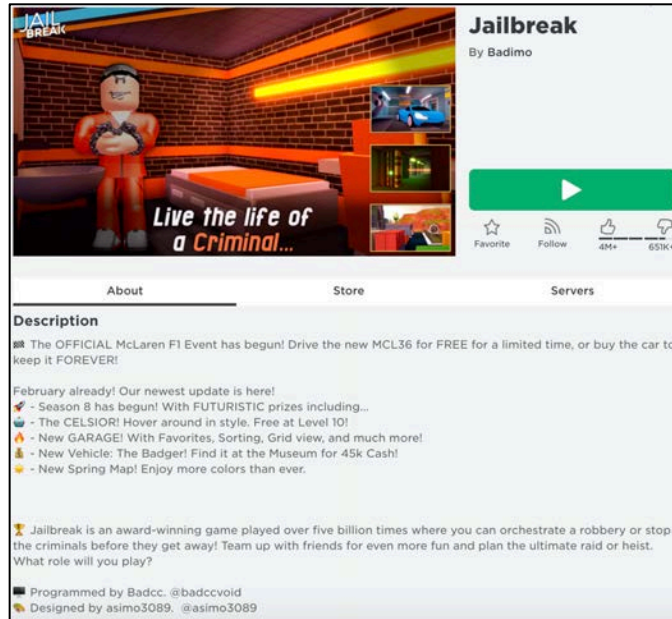 JAIL
BREAK
Live the life of
a Criminal...
Jailbreak
By Badimo
Favorite
Follow
4M+
651K+
About
Store
Servers
Description
The OFFICIAL McLaren F1 Event has begun! Drive the new MCL36 for FREE for a limited time, or buy the car to
keep it FOREVER!
February already! Our newest update is here!
- Season 8 has begun! With FUTURISTIC prizes including...
- The CELSIOR! Hover around in style. Free at Level 10!
- New GARAGE! With Favorites, Sorting, Grid view, and much more!
- New Vehicle: The Badger! Find it at the Museum for 45k Cash!
- New Spring Map! Enjoy more colors than ever.
Jailbreak is an award-winning game played over five billion times where you can orchestrate a robbery or stop
the criminals before they get away! Team up with friends for even more fun and plan the ultimate raid or heist.
What role will you play?
Programmed by Badcc. @badccvoid
Designed by asimo3089. @asimo3089